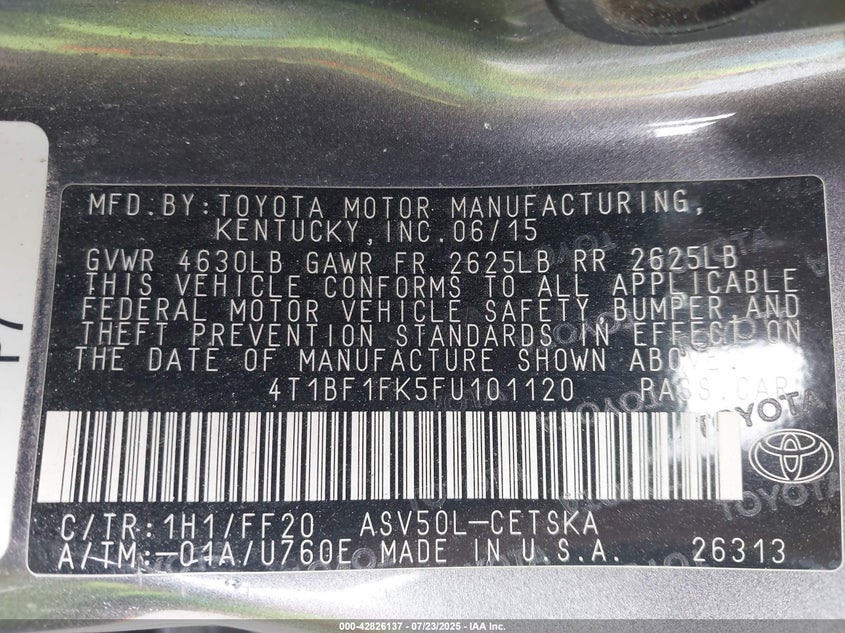 MFD.BY:TOYOTA MOTOR MANUFACTURING,
KENTUCKY,INC.06/15
GVWR 4630LB GAWR FR 2625LB RR 2625LB
THIS VEHICLE CONFORMS TO ALL APPLICABLE
FEDERAL MOTOR VEHICLE SAFETY BUMPER,AND
THEFT PREVENTION STANDARDS IN EFFECT ON
THE DATE OF MANUFACTURE SHOWN ABOVE.
4T1BF1FK5FU101120 PASS.CAR
TOYOTA
C/TR:1H1/FF20 ASV50L-CETSKA
A/TM:-01A/U760E MADE IN U.S.A. 26313
000-42826137 - 07/23/2025 - IAA Inc.